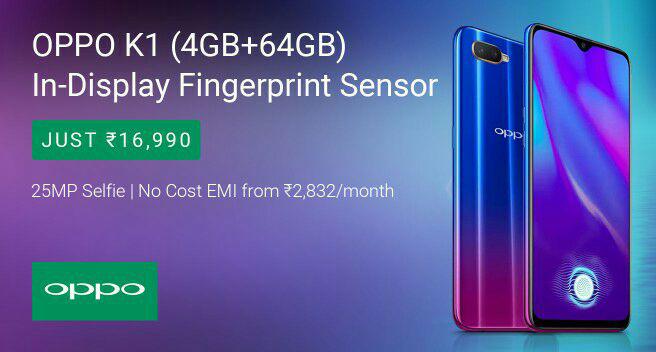 OPPO K1 (4GB+64GB)
In-Display Fingerprint Sensor
JUST ₹16,990
25MP Selfie | No Cost EMI from ₹2,832/month
oppo
oppo